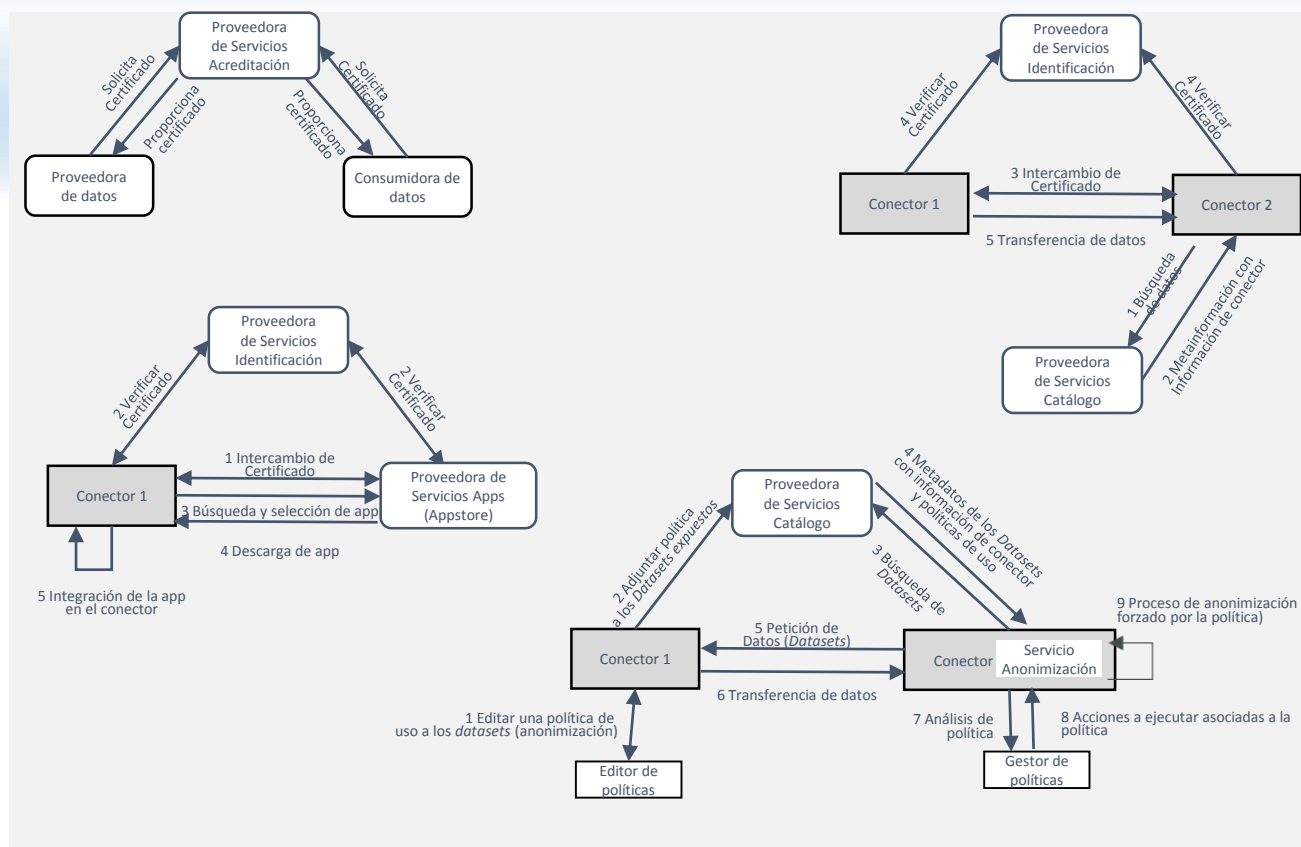 Proveedora
de Servicios
Acreditación
Solicita
Certificado
Proporciona
certificado
Solicita
Certificado
Proporciona
certificado
Proveedora
de datos
Consumidora de
datos
Proveedora
de Servicios
Identificación
4 Verificar
Certificado
4 Verificar
Certificado
Conector 1
3 Intercambio de
Certificado
Conector 2
5 Transferencia de datos
1 Búsqueda
de datos
2 Metainformación con
Información de conector
Proveedora
de Servicios
Catálogo
Proveedora
de Servicios
Identificación
2 Verificar
Certificado
2 Verificar
Certificado
1 Intercambio de
Certificado
Conector 1
Proveedora de
Servicios Apps
(Appstore)
3 Búsqueda y selección de app
4 Descarga de app
5 Integración de la app
en el conector
Proveedora
de Servicios
Catálogo
2 Adjuntar política
a los Datasets expuestos
4 Metadatos de los Datasets
con información de conector
y políticas de uso
3 Búsqueda de
Datasets
9 Proceso de anonimización
forzado por la política)
Conector 1
5 Petición de
Datos (Datasets)
Conector
Servicio
Anonimización
6 Transferencia de datos
1 Editar una política de
uso a los datasets (anonimización)
7 Análisis de
política
8 Acciones a ejecutar asociadas a la
política
Editor de
políticas
Gestor de
políticas